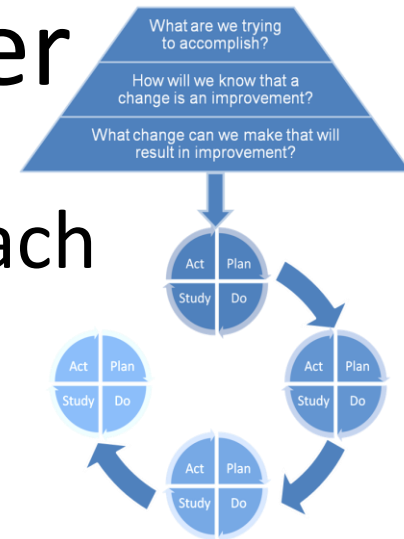 er
What are we trying
to accomplish?
How will we know that a
change is an improvement?
What change can we make that will
result in improvement?
ach
Act Plan
Study Do
Act Plan
Study Do
Act Plan
Study Do
Act Plan
Study Do